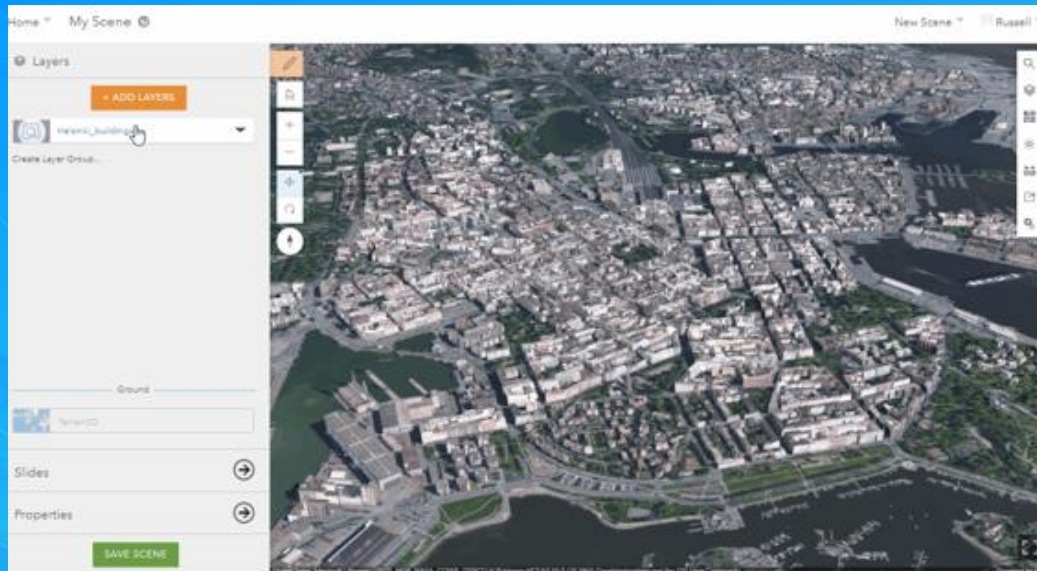 Home My Scene
New Scene Russell
Layers
+ ADD LAYERS
Create Layer Group...
Ground
Slides
Properties
SAVE SCENE